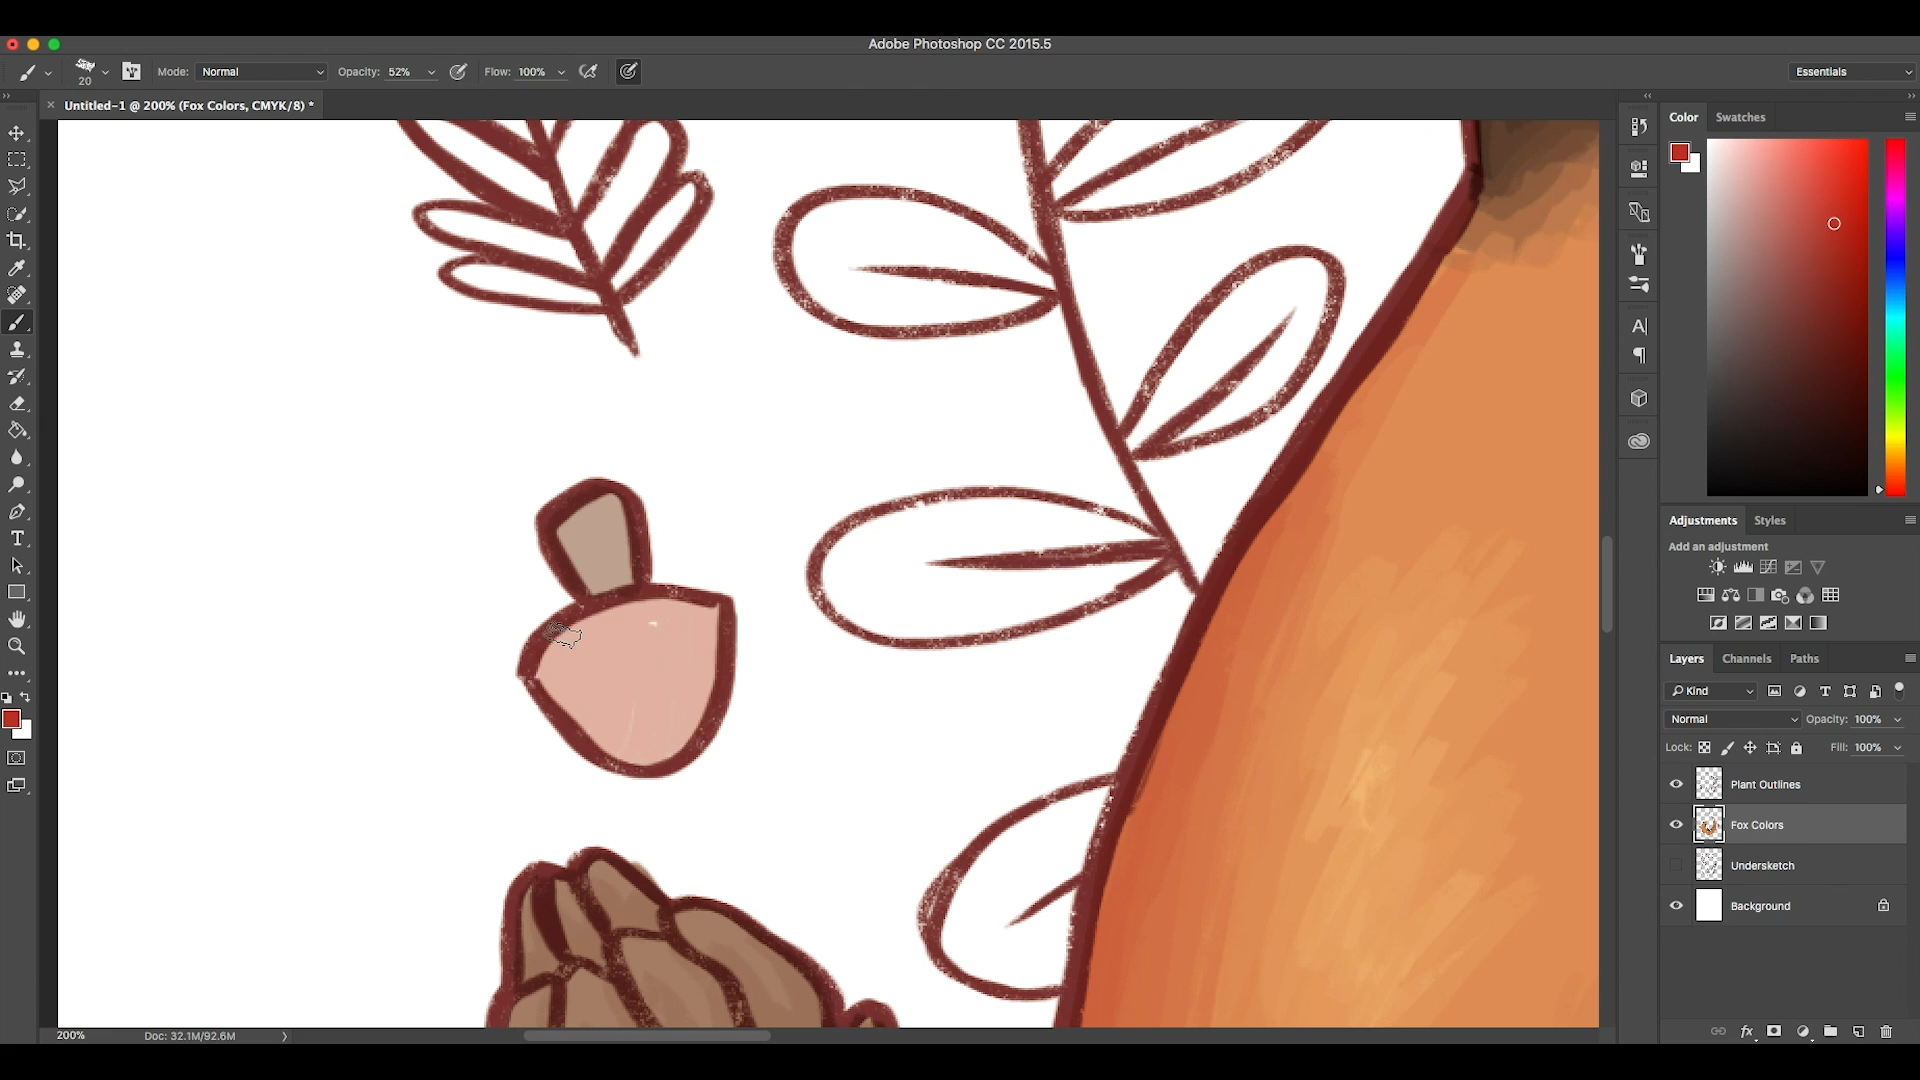 Adobe Photoshop CC 2015.5
20
Mode: Normal
Opacity: 52%
Flow: 100%
Essentials
Untitled-1 @ 200% (Fox Colors, CMYK/8) *
Color
Swatches
Adjustments
Styles
Add an adjustment
Layers
Channels
Paths
Kind
Normal
Opacity: 100%
Lock:
Fill: 100%
Plant Outlines
Fox Colors
Undersketch
Background
200%
Doc: 32.1M/92.6M